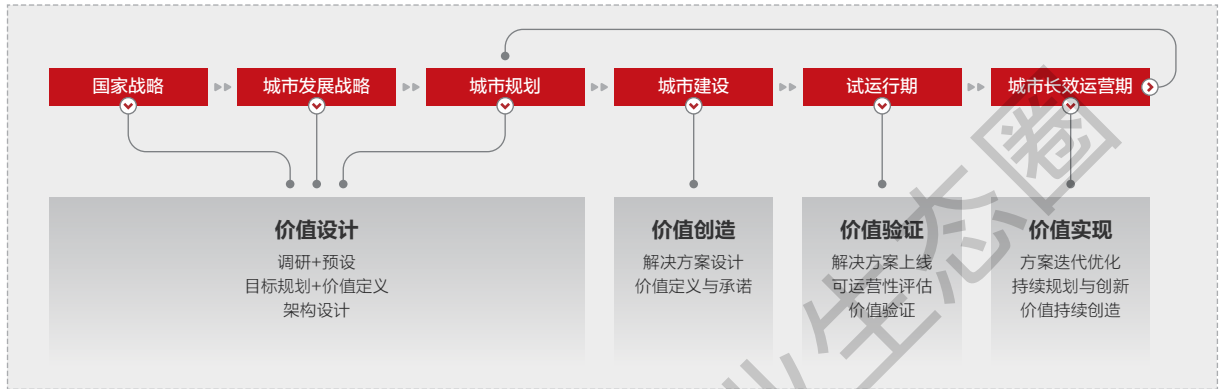 国家战略
城市发展战略
城市规划
城市建设
试运行期
城市长效运营期
价值设计
调研+预设
目标规划+价值定义
架构设计
价值创造
解决方案设计
价值定义与承诺
价值验证
解决方案上线
可运营性评估
价值验证
价值实现
方案迭代优化
持续规划与创新
价值持续创造
业生态圈